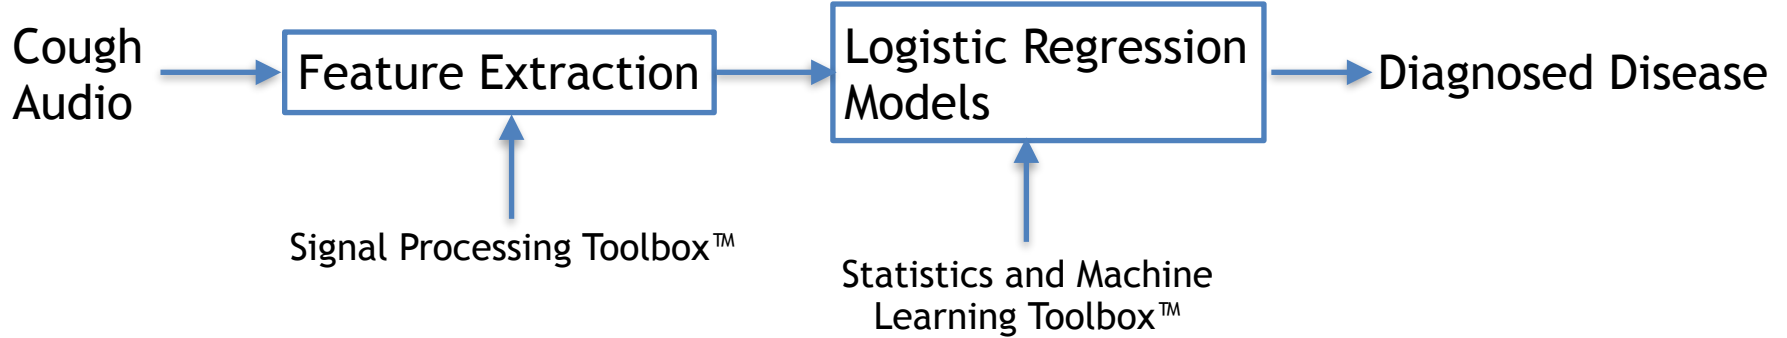 Cough
Audio
Feature Extraction
Logistic Regression
Models
Diagnosed Disease
Signal Processing Toolbox™
Statistics and Machine
Learning Toolbox™